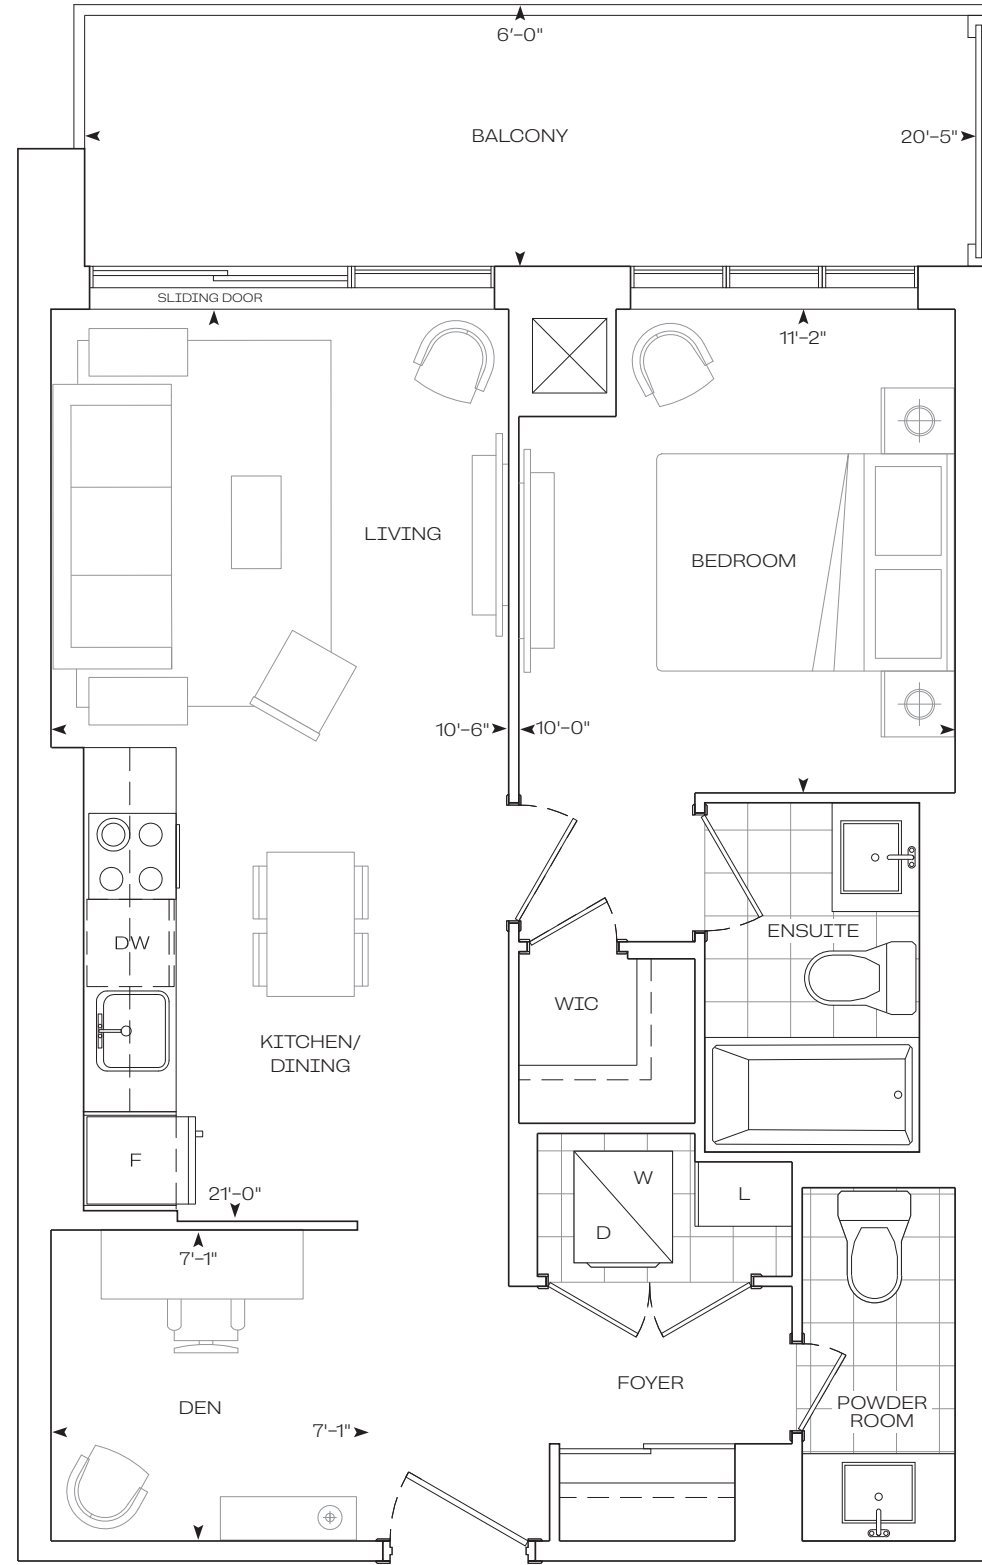 6'-0"
BALCONY
20'-5"
SLIDING DOOR
11'-2"
LIVING
BEDROOM
10'-6"
10'-0"
DW
ENSUITE
WIC
KITCHEN/
DINING
F
W
L
21'-0"
D
7'-1"
FOYER
DEN
POWDER
ROOM
7'-1"